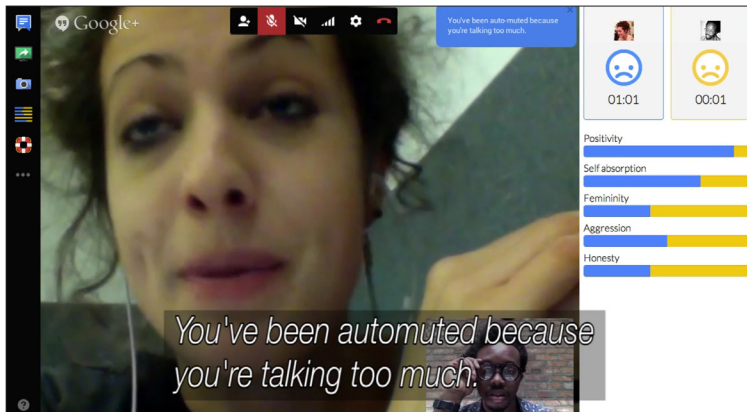 Google+
You've been auto-muted because
you're talking too much.
01:01
00:01
Positivity
Self absorption
Femininity
Aggression
Honesty
You've been automuted because
you're talking too much.